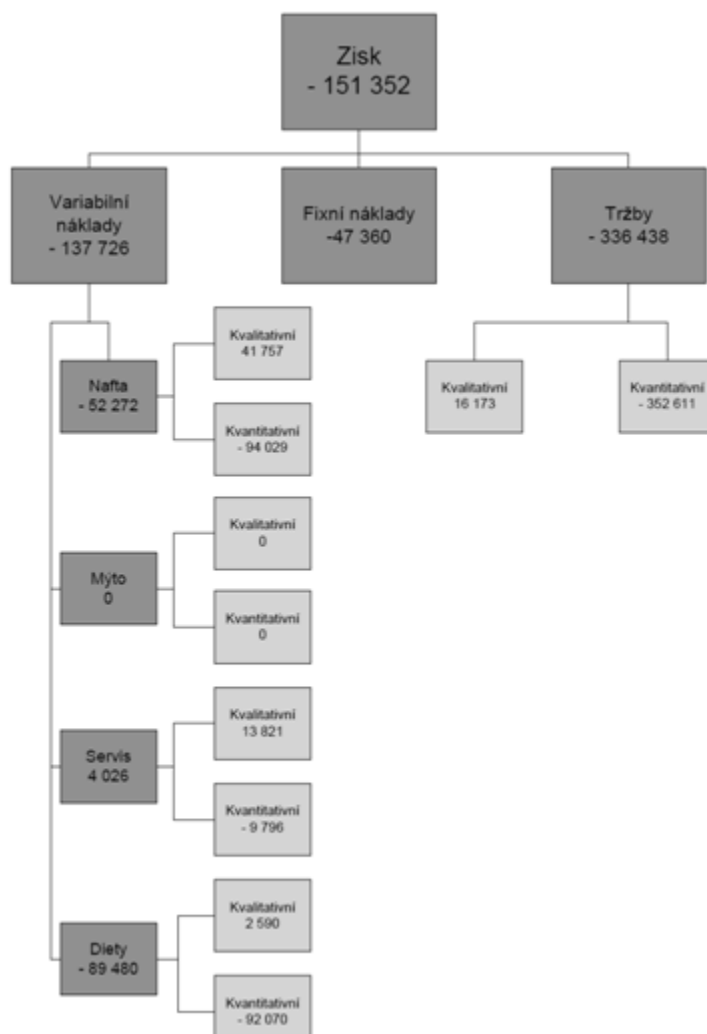 Zisk
- 151 352
Variabilní
náklady
- 137 726
Fixní náklady
-47 360
Tržby
- 336 438
Nafta
- 52 272
Kvalitativní
41 757
Kvantitativní
- 94 029
Kvalitativní
16 173
Kvantitativní
- 352 611
Mýto
0
Kvalitativní
0
Kvantitativní
0
Servis
4 026
Kvalitativní
13 821
Kvantitativní
- 9 796
Diety
- 89 480
Kvalitativní
2 590
Kvantitativní
- 92 070